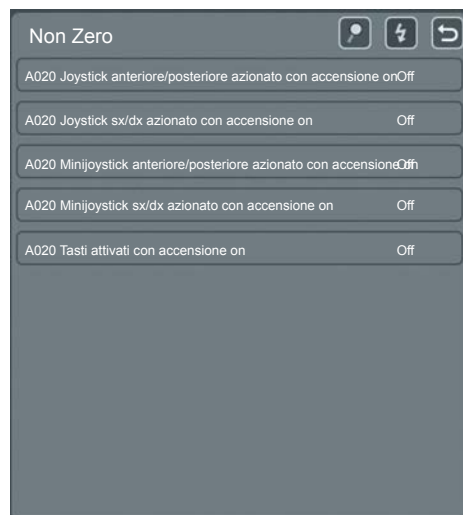 Non Zero
A020 Joystick anteriore/posteriore azionato con accensione on Off
A020 Joystick sx/dx azionato con accensione on Off
A020 Minijoystick anteriore/posteriore azionato con accensione on Off
A020 Minijoystick sx/dx azionato con accensione on Off
A020 Tasti attivati con accensione on Off